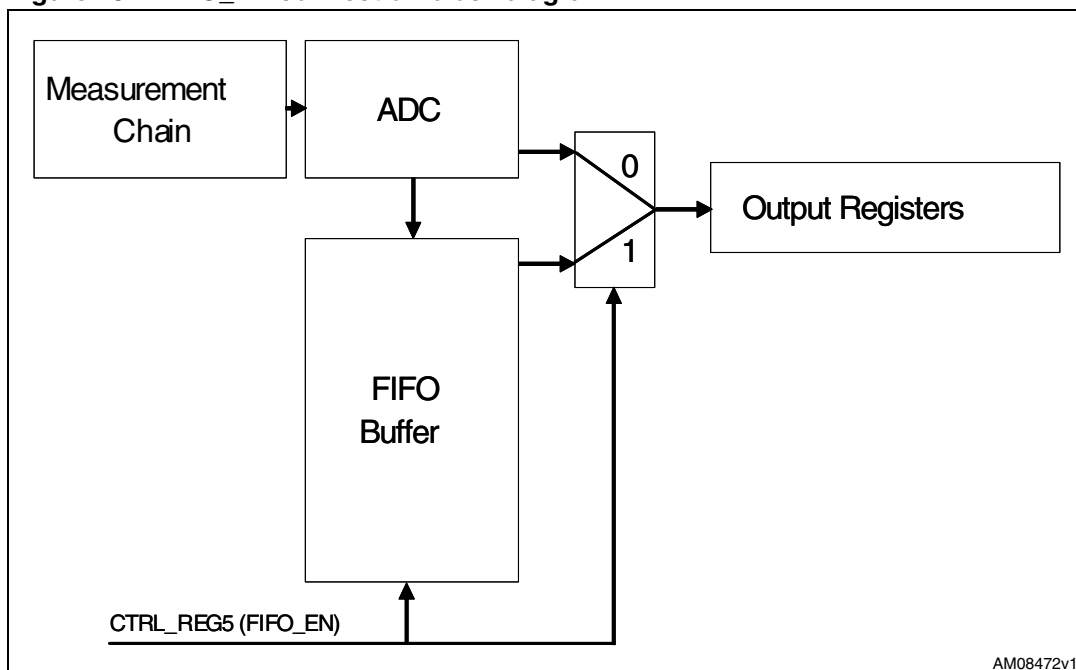 Measurement
Chain
ADC
0
1
Output Registers
FIFO
Buffer
CTRL_REG5 (FIFO_EN)
AM08472v1